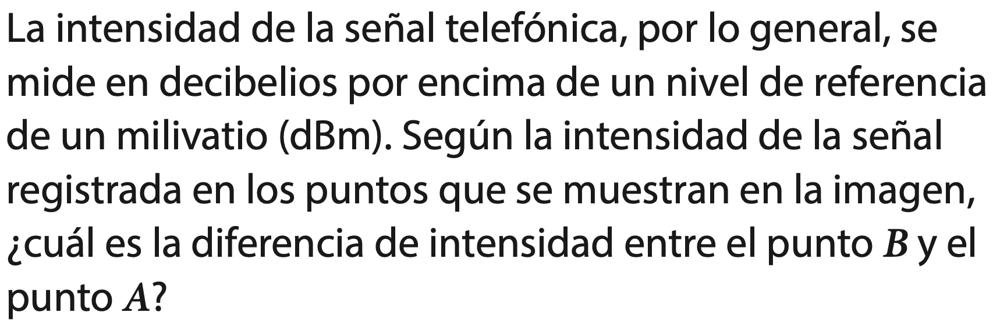 La intensidad de la señal telefónica, por lo general, se
mide en decibelios por encima de un nivel de referencia
de un milivatio (dBm). Según la intensidad de la señal
registrada en los puntos que se muestran en la imagen,
¿cuál es la diferencia de intensidad entre el punto B y el
punto A?